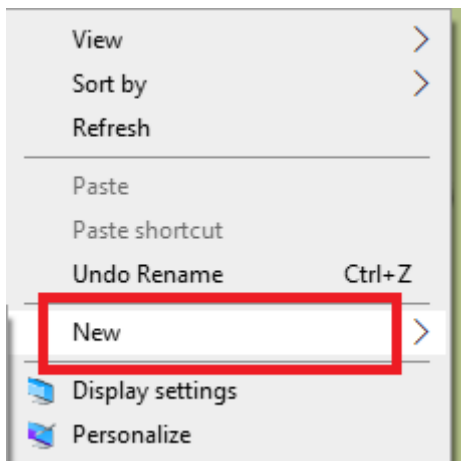 View
Sort by
Refresh
Paste
Paste shortcut
Undo Rename Ctrl+Z
New
Display settings
Personalize